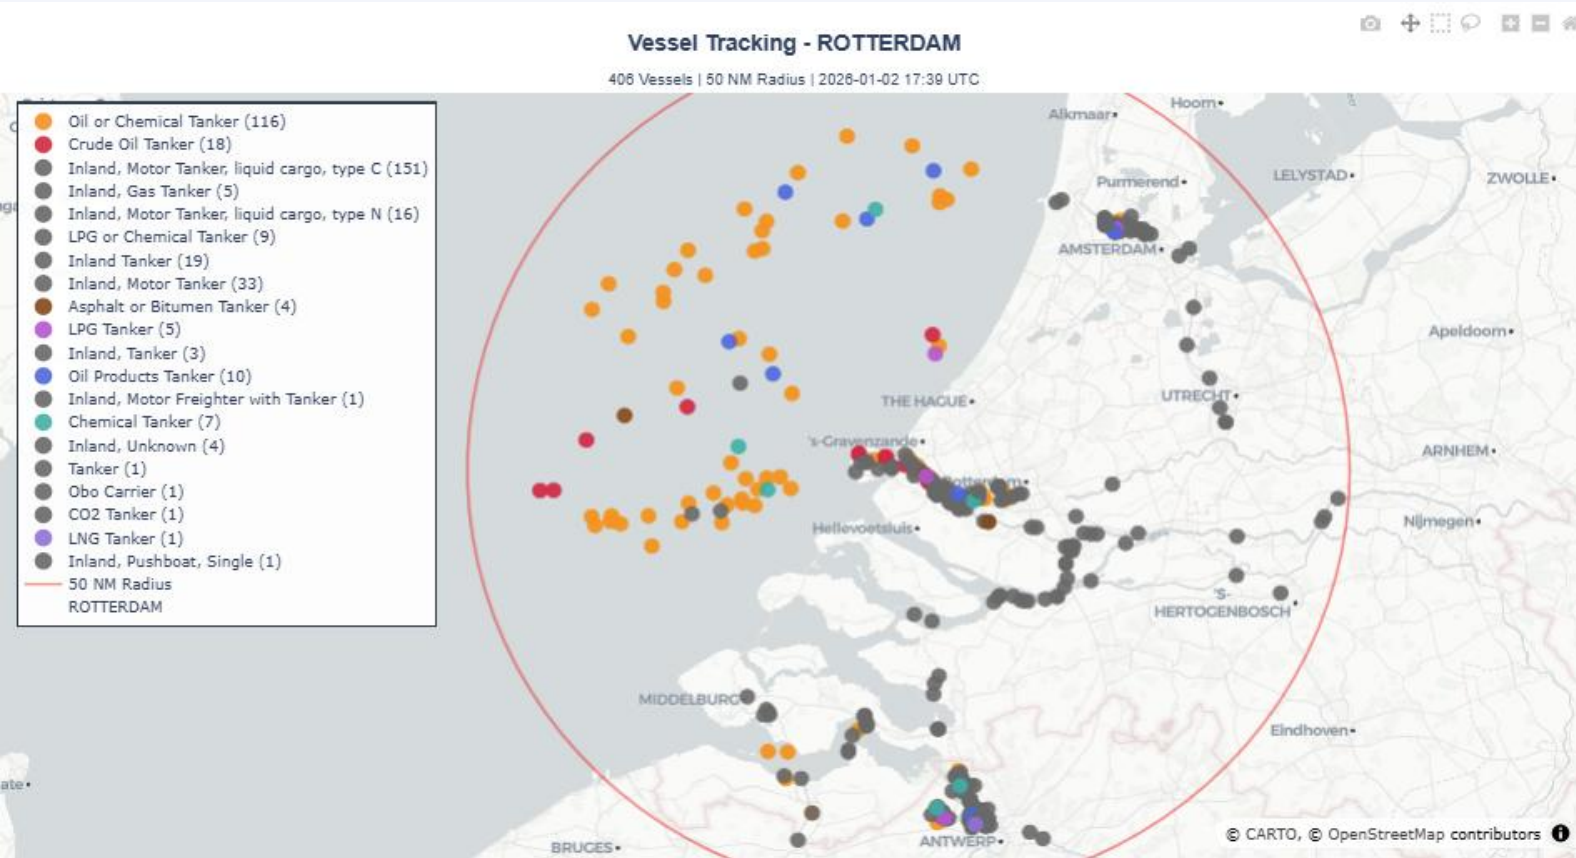 Vessel Tracking - ROTTERDAM
406 Vessels | 50 NM Radius | 2026-01-02 17:39 UTC
Oil or Chemical Tanker (116)
Crude Oil Tanker (18)
Inland, Motor Tanker, liquid cargo, type C (151)
Inland, Gas Tanker (5)
Inland, Motor Tanker, liquid cargo, type N (16)
LPG or Chemical Tanker (9)
Inland Tanker (19)
Inland, Motor Tanker (33)
Asphalt or Bitumen Tanker (4)
LPG Tanker (5)
Inland, Tanker (3)
Oil Products Tanker (10)
Inland, Motor Freighter with Tanker (1)
Chemical Tanker (7)
Inland, Unknown (4)
Tanker (1)
Obo Carrier (1)
CO2 Tanker (1)
LNG Tanker (1)
Inland, Pushboat, Single (1)
50 NM Radius
ROTTERDAM
Hoorn
Alkmaar
Purmerend
LELYSTAD
ZWOLLE
AMSTERDAM
Apeldoorn
UTRECHT
THE HAGUE
's-Gravenzande
ARNHEM
Rotterdam
Hellevoetsluis
Nijmegen
'S-
HERTOGENBOSCH
MIDDELBURG
Eindhoven
ate
ANTWERP
BRUGES
© CARTO, © OpenStreetMap contributors